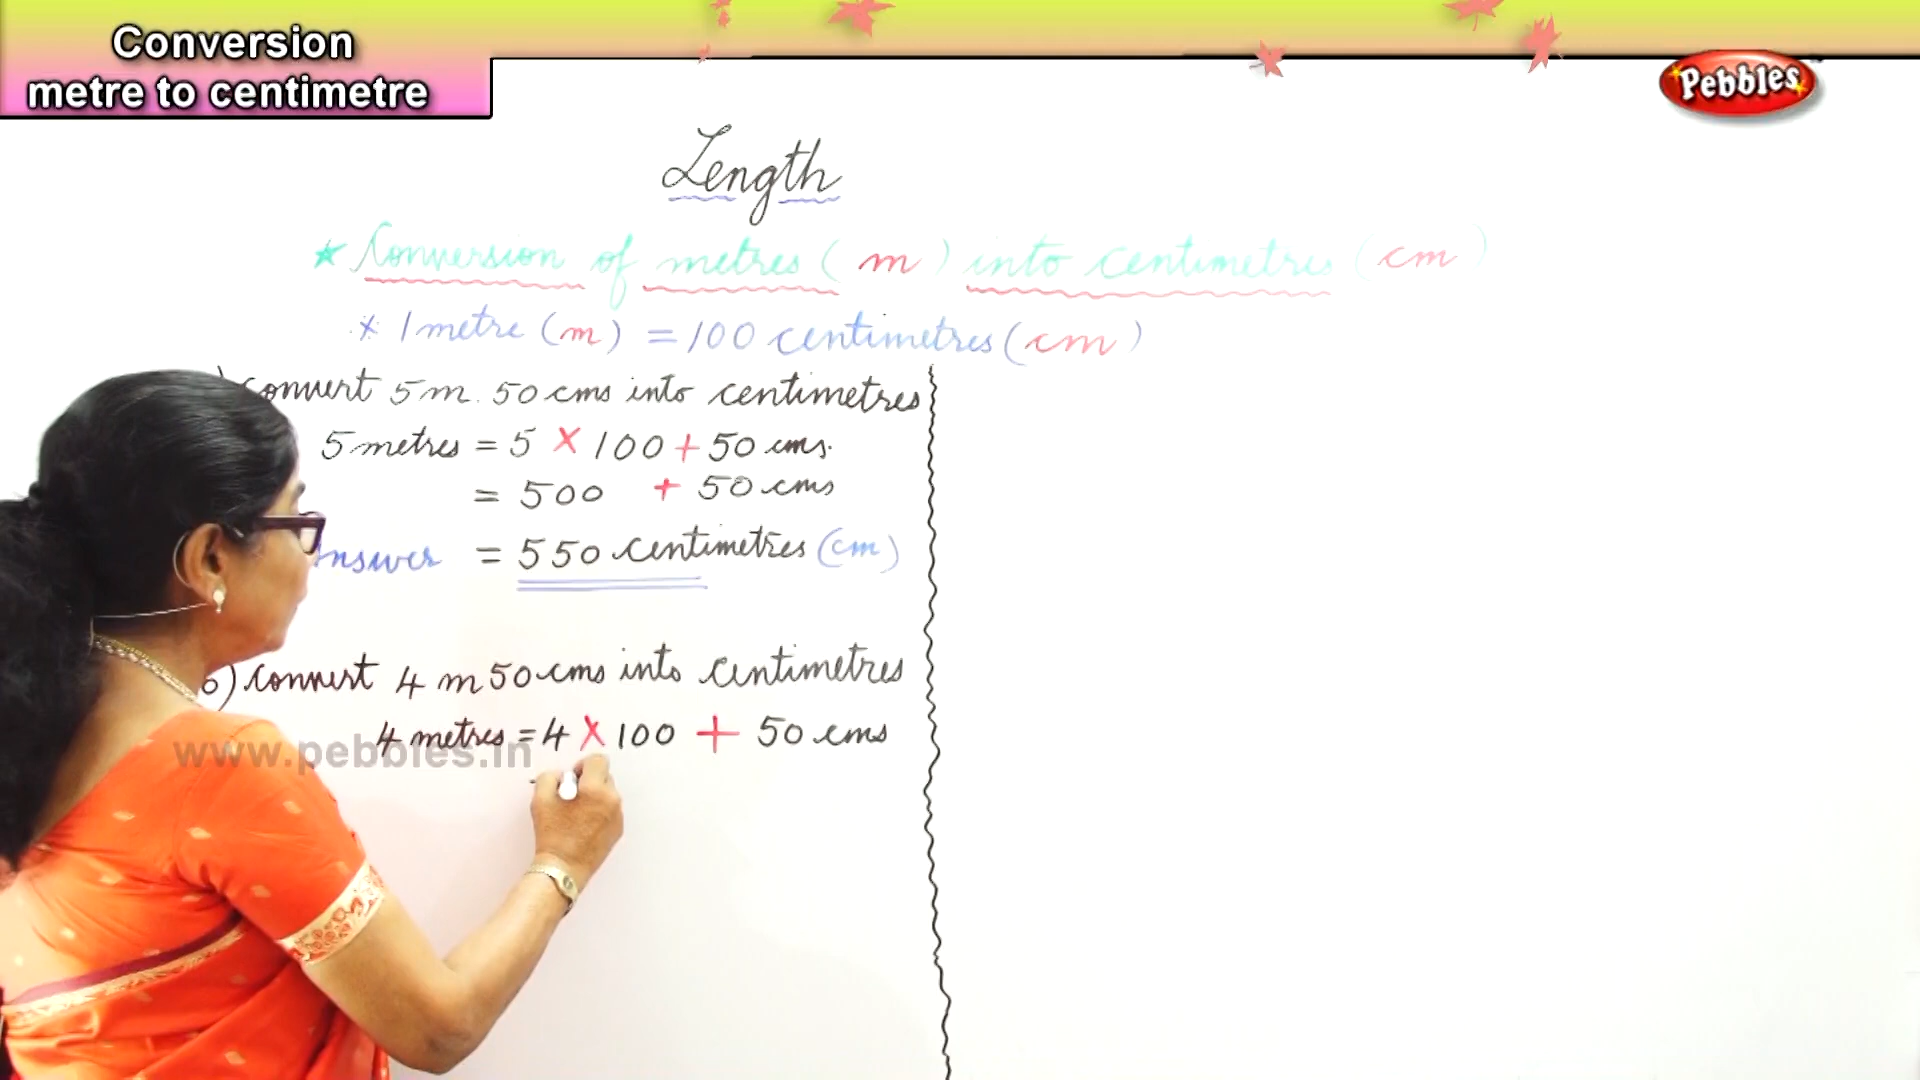 Conversion
metre to centimetre
Pebbles
Length
* Conversion of metres (m) into centimetres (cm)
* 1 metre (m) = 100 centimetres (cm)
) Convert 5 m. 50 cms into centimetres
5 metres = 5 X 100 + 50 cms.
= 500 + 50 cms
Answer = 550 centimetres (cm)
b) Convert 4 m 50 cms into centimetres
4 metres = 4 X 100 + 50 cms
www.pebbles.in